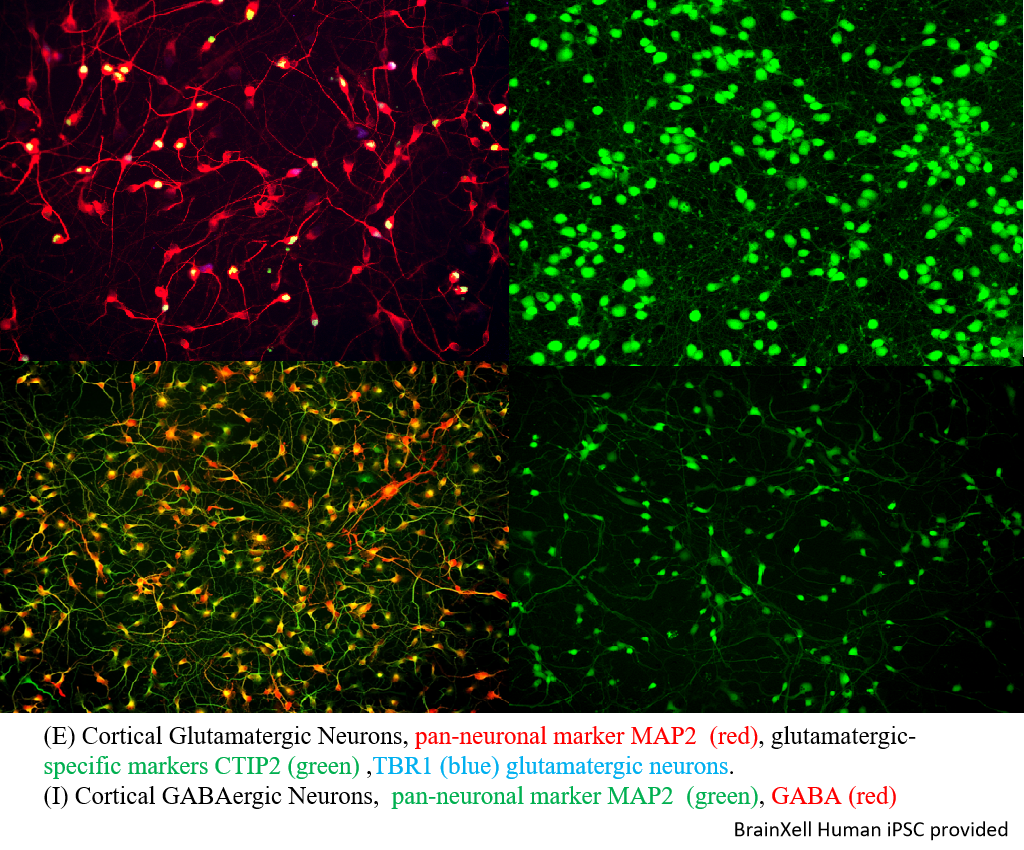 (E) Cortical Glutamatergic Neurons, pan-neuronal marker MAP2  (red), glutamatergic-
specific markers CTIP2 (green) ,TBR1 (blue) glutamatergic neurons.
(I) Cortical GABAergic Neurons,  pan-neuronal marker MAP2  (green), GABA (red)
BrainXell Human iPSC provided